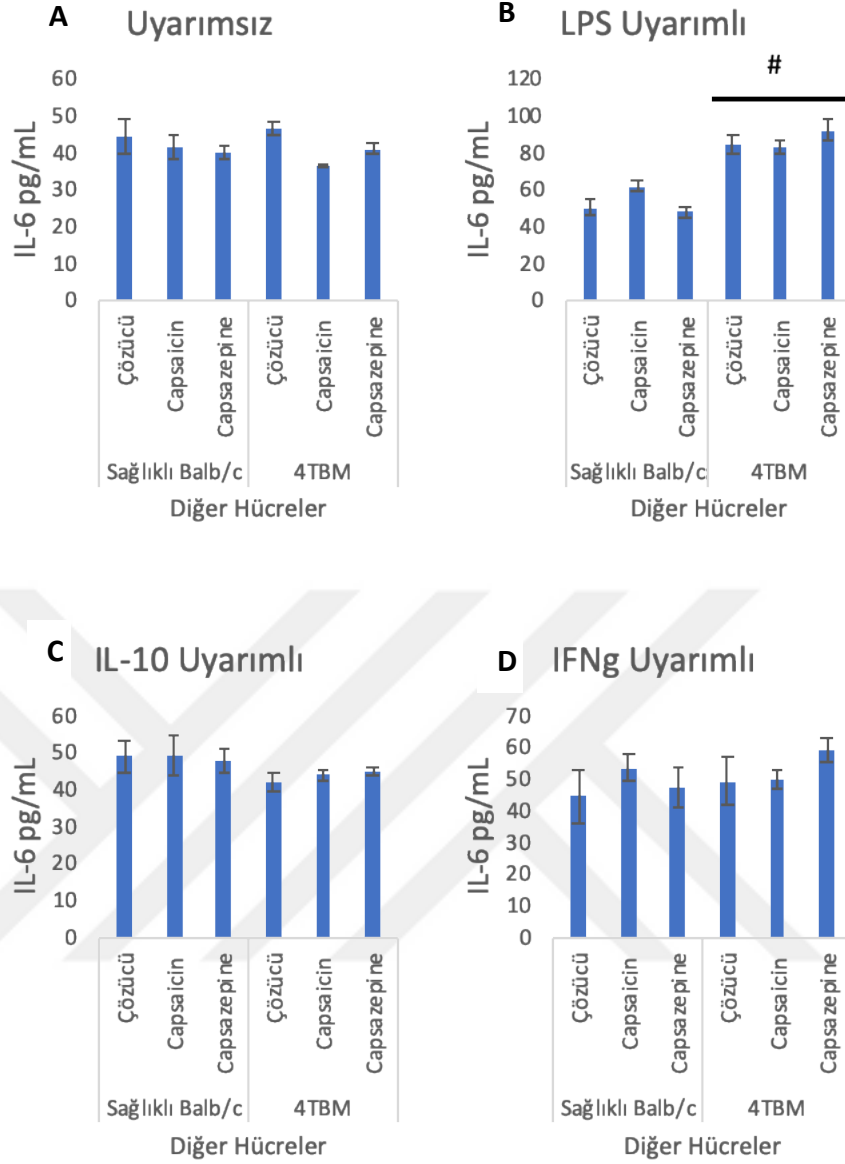 A
Uyarımsız
IL-6 pg/mL
60
50
40
30
20
10
0
Çözücü
Capsaicin
Capsazepine
Çözücü
Capsaicin
Capsazepine
Sağlıklı Balb/c
4TBM
Diğer Hücreler
B
LPS Uyarımlı
#
IL-6 pg/mL
120
100
80
60
40
20
0
Çözücü
Capsaicin
Capsazepine
Çözücü
Capsaicin
Capsazepine
Sağlıklı Balb/c
4TBM
Diğer Hücreler
C
IL-10 Uyarımlı
IL-6 pg/mL
60
50
40
30
20
10
0
Çözücü
Capsaicin
Capsazepine
Çözücü
Capsaicin
Capsazepine
Sağlıklı Balb/c
4TBM
Diğer Hücreler
D
IFNg Uyarımlı
IL-6 pg/mL
70
60
50
40
30
20
10
0
Çözücü
Capsaicin
Capsazepine
Çözücü
Capsaicin
Capsazepine
Sağlıklı Balb/c
4TBM
Diğer Hücreler